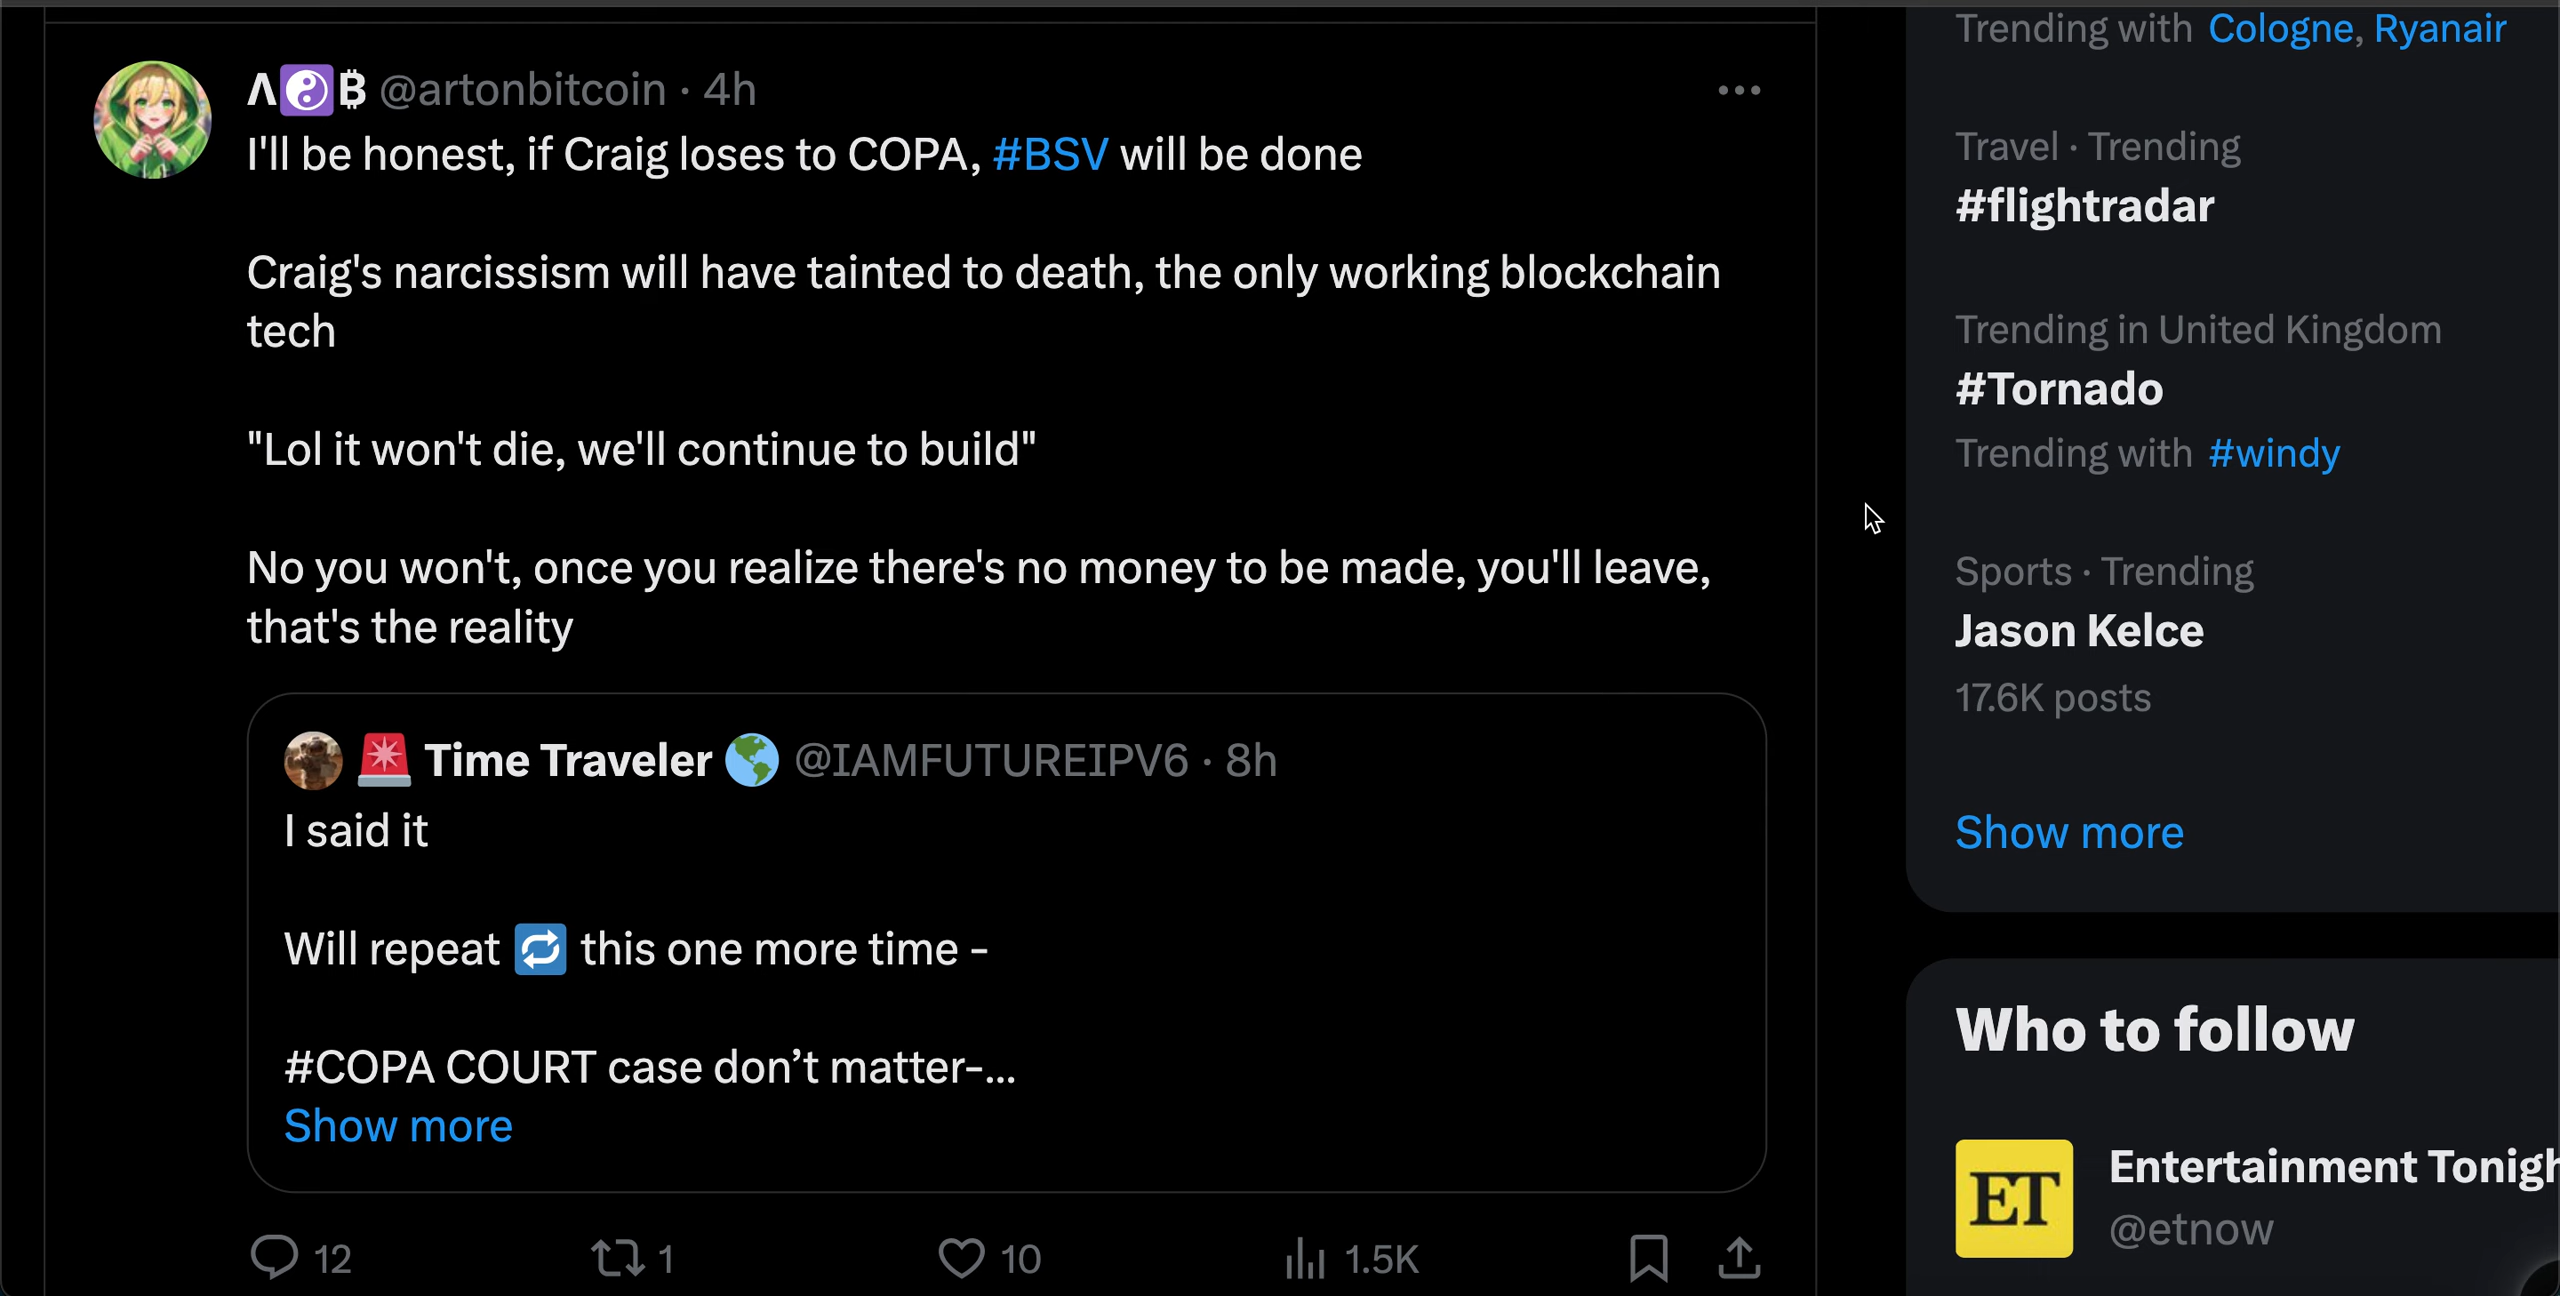 Λ☯️₿ @artonbitcoin · 4h
I'll be honest, if Craig loses to COPA, #BSV will be done
Craig's narcissism will have tainted to death, the only working blockchain
tech
"Lol it won't die, we'll continue to build"
No you won't, once you realize there's no money to be made, you'll leave,
that's the reality
🚨 Time Traveler 🌎 @IAMFUTUREIPV6 · 8h
I said it
Will repeat 🔁 this one more time -
#COPA COURT case don’t matter-...
Show more
12 1 10 1.5K
Trending with Cologne, Ryanair
Travel · Trending
#flightradar
Trending in United Kingdom
#Tornado
Trending with #windy
Sports · Trending
Jason Kelce
17.6K posts
Show more
Who to follow
ET
Entertainment Tonigh
@etnow